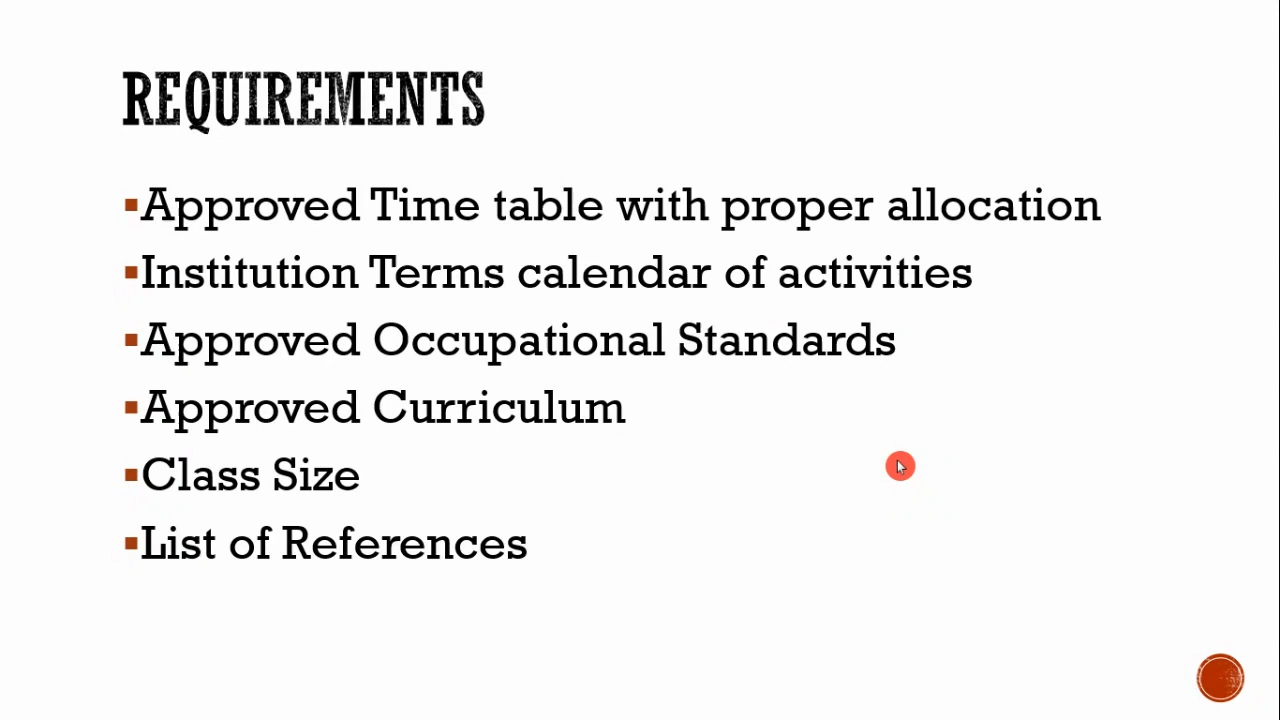 REQUIREMENTS
▪Approved Time table with proper allocation
▪Institution Terms calendar of activities
▪Approved Occupational Standards
▪Approved Curriculum
▪Class Size
▪List of References